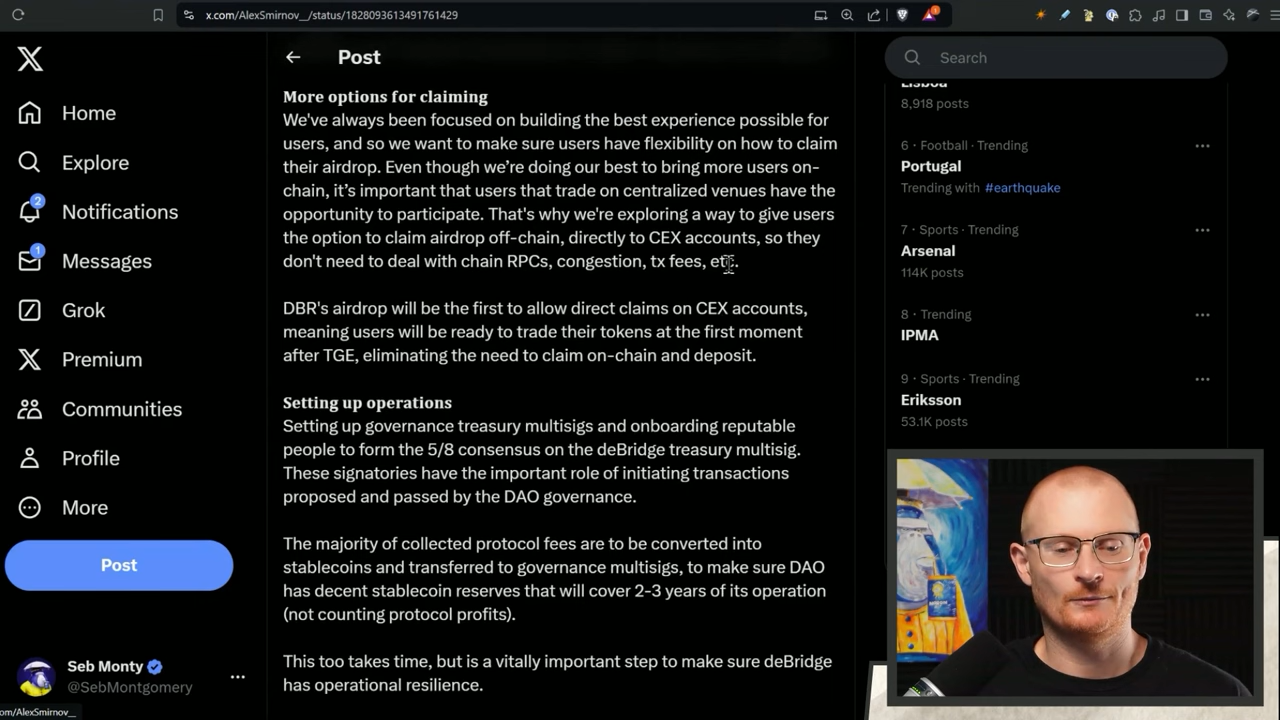 x.com/AlexSmirnov__/status/1828093613491761429
Home
Explore
2
Notifications
1
Messages
Grok
Premium
Communities
Profile
More
Post
Seb Monty
@SebMontgomery
com/AlexSmirnov__
Post
More options for claiming
We've always been focused on building the best experience possible for
users, and so we want to make sure users have flexibility on how to claim
their airdrop. Even though we’re doing our best to bring more users on-
chain, it’s important that users that trade on centralized venues have the
opportunity to participate. That's why we're exploring a way to give users
the option to claim airdrop off-chain, directly to CEX accounts, so they
don't need to deal with chain RPCs, congestion, tx fees, etc.
DBR's airdrop will be the first to allow direct claims on CEX accounts,
meaning users will be ready to trade their tokens at the first moment
after TGE, eliminating the need to claim on-chain and deposit.
Setting up operations
Setting up governance treasury multisigs and onboarding reputable
people to form the 5/8 consensus on the deBridge treasury multisig.
These signatories have the important role of initiating transactions
proposed and passed by the DAO governance.
The majority of collected protocol fees are to be converted into
stablecoins and transferred to governance multisigs, to make sure DAO
has decent stablecoin reserves that will cover 2-3 years of its operation
(not counting protocol profits).
This too takes time, but is a vitally important step to make sure deBridge
has operational resilience.
Search
Lisboa
8,918 posts
6 · Football · Trending
Portugal
Trending with #earthquake
7 · Sports · Trending
Arsenal
114K posts
8 · Trending
IPMA
9 · Sports · Trending
Eriksson
53.1K posts